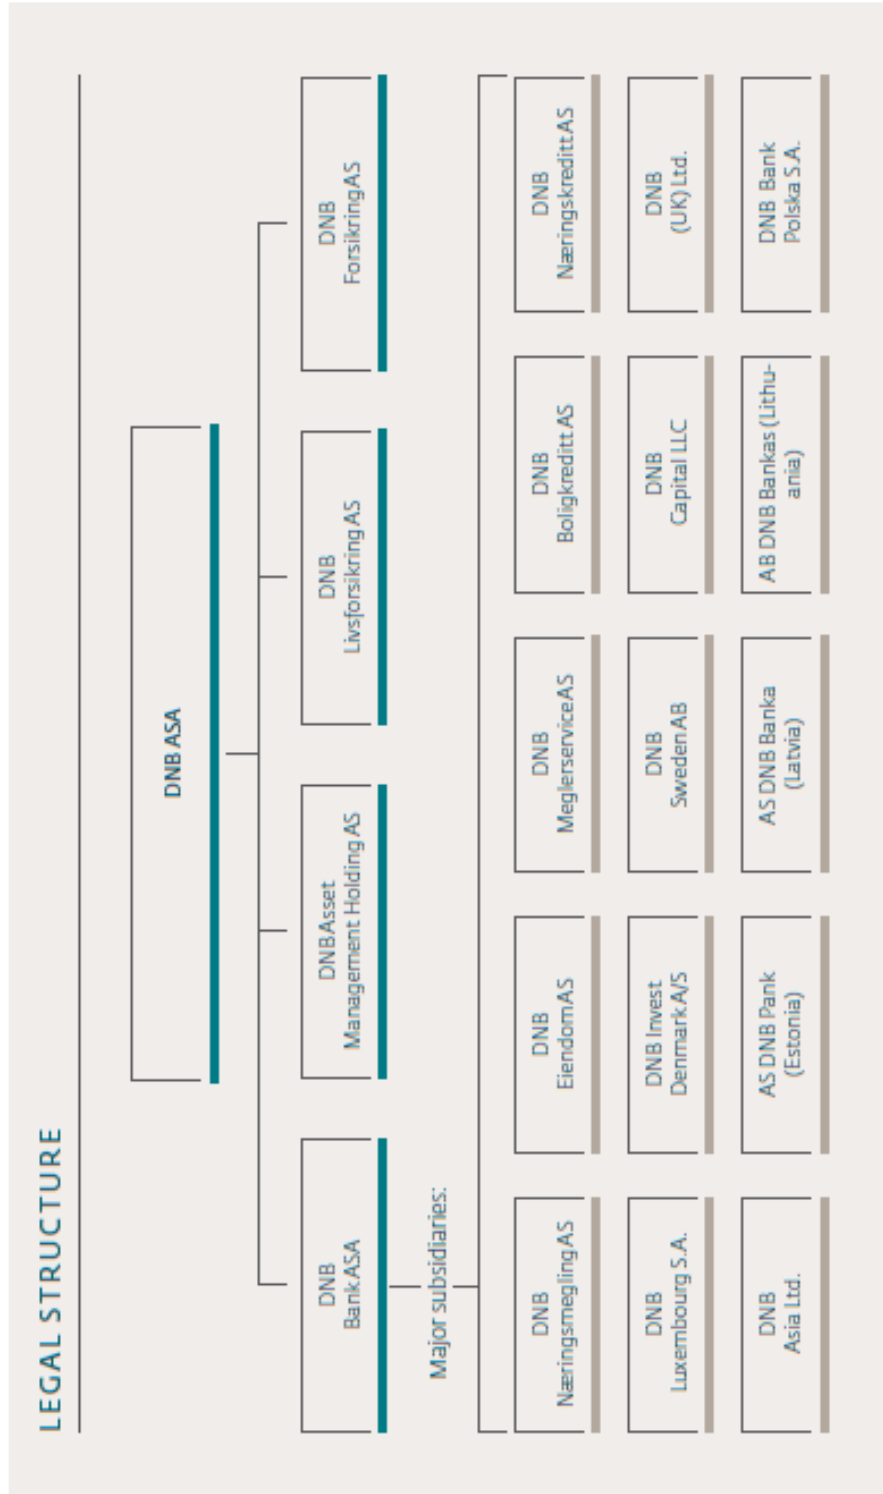 LEGAL STRUCTURE
DNB ASA
DNB
Bank ASA
DNB Asset
Management Holding AS
DNB
Livsforsikring AS
DNB
Forsikring AS
Major subsidiaries:
DNB
Næringsmegling AS
DNB
Eiendom AS
DNB
Meglerservice AS
DNB
Boligkreditt AS
DNB
Næringskreditt AS
DNB
Luxembourg S.A.
DNB Invest
Denmark A/S
DNB
Sweden AB
DNB
Capital LLC
DNB
(UK) Ltd.
DNB
Asia Ltd.
AS DNB Pank
(Estonia)
AS DNB Banka
(Latvia)
AB DNB Bankas (Lithu-
ania)
DNB Bank
Polska S.A.